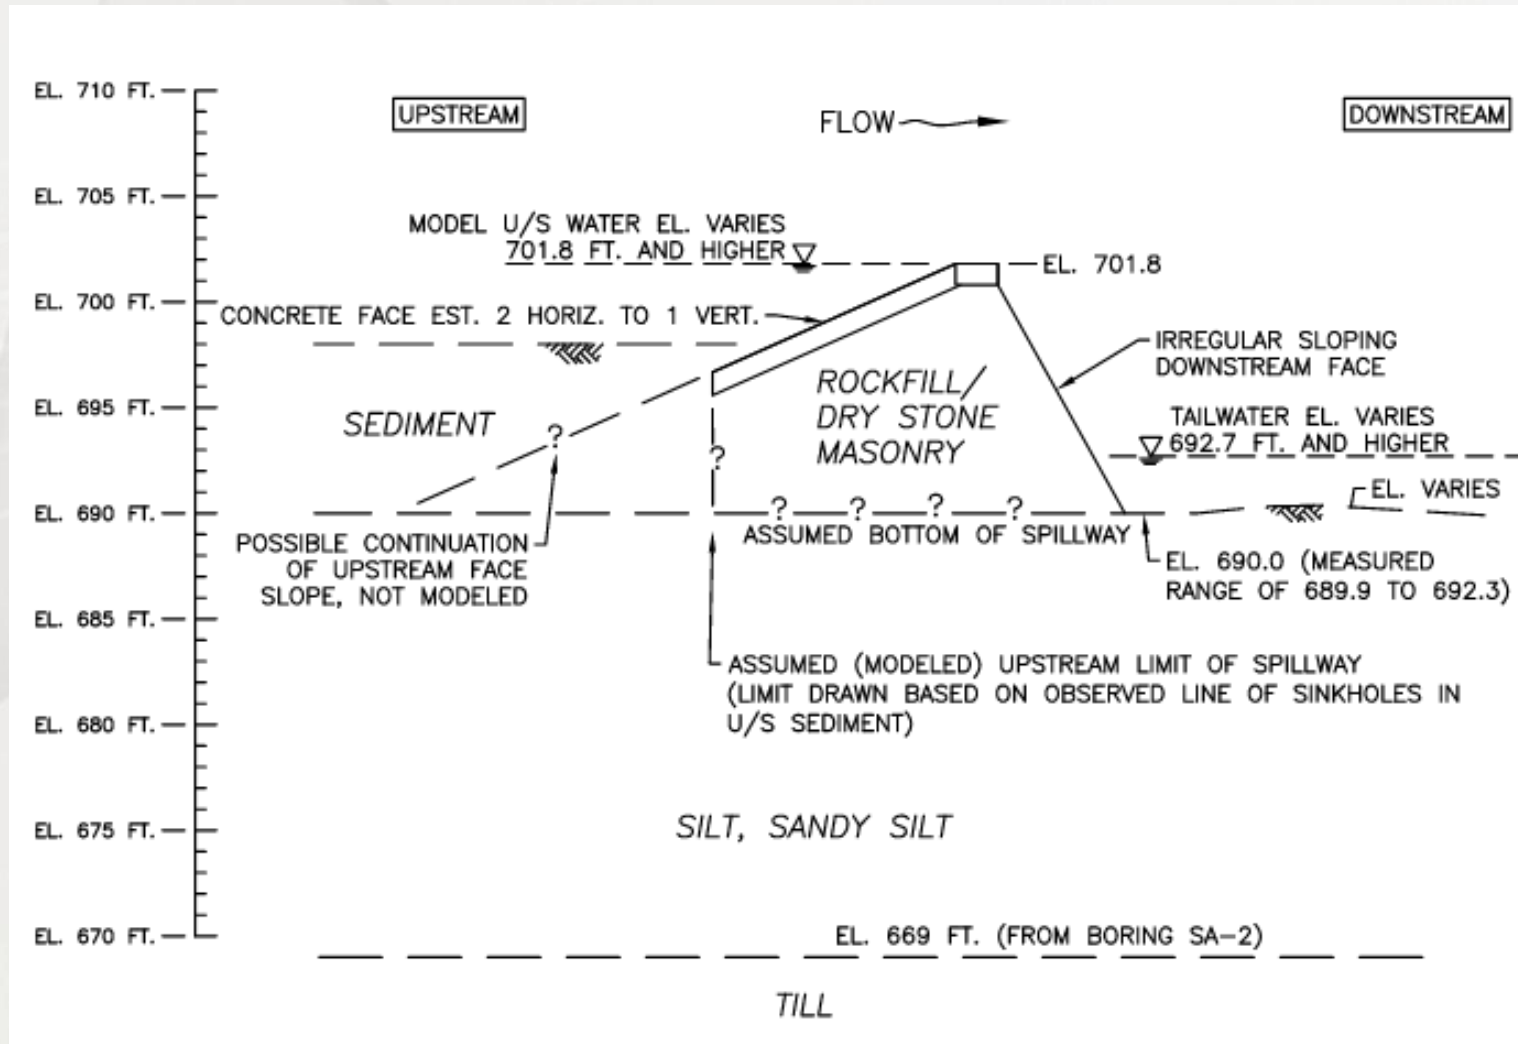 EL. 710 FT.
UPSTREAM
FLOW
DOWNSTREAM
EL. 705 FT.
MODEL U/S WATER EL. VARIES
701.8 FT. AND HIGHER
EL. 701.8
EL. 700 FT.
CONCRETE FACE EST. 2 HORIZ. TO 1 VERT.
IRREGULAR SLOPING
DOWNSTREAM FACE
ROCKFILL/
DRY STONE
MASONRY
EL. 695 FT.
SEDIMENT
?
?
TAILWATER EL. VARIES
692.7 FT. AND HIGHER
EL. VARIES
EL. 690 FT.
? ? ? ?
ASSUMED BOTTOM OF SPILLWAY
POSSIBLE CONTINUATION
OF UPSTREAM FACE
SLOPE, NOT MODELED
EL. 690.0 (MEASURED
RANGE OF 689.9 TO 692.3)
EL. 685 FT.
ASSUMED (MODELED) UPSTREAM LIMIT OF SPILLWAY
(LIMIT DRAWN BASED ON OBSERVED LINE OF SINKHOLES IN
U/S SEDIMENT)
EL. 680 FT.
EL. 675 FT.
SILT, SANDY SILT
EL. 670 FT.
EL. 669 FT. (FROM BORING SA-2)
TILL